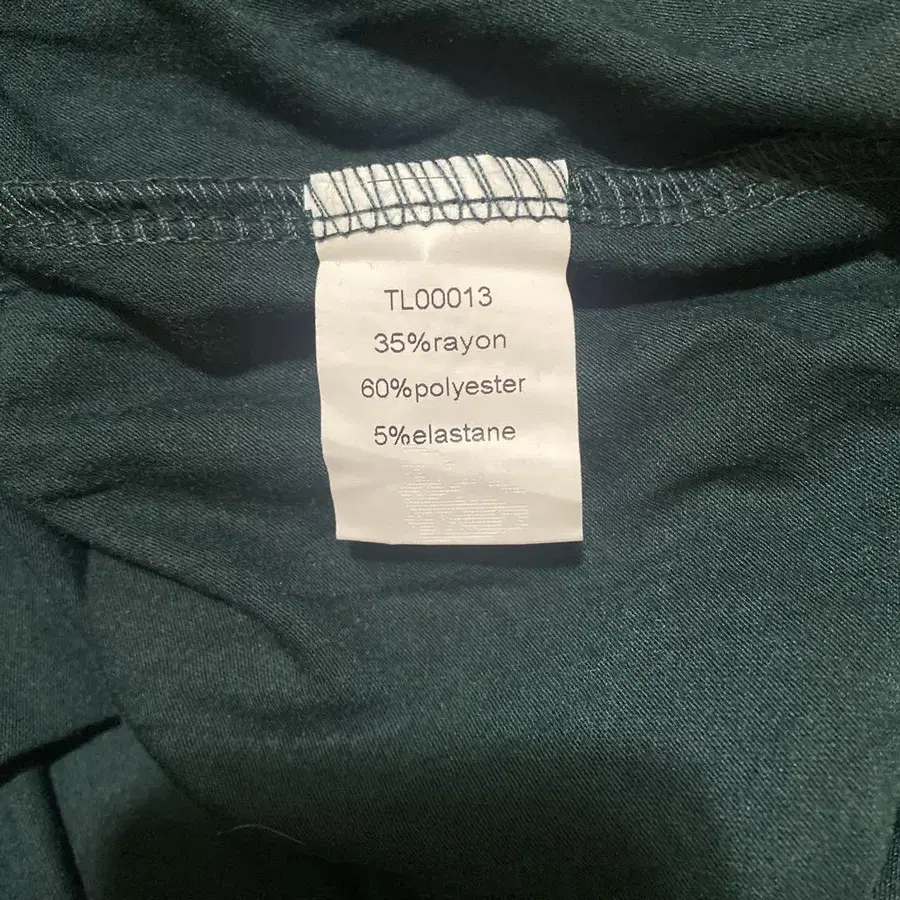 TL00013
35%rayon
60%polyester
5%elastane